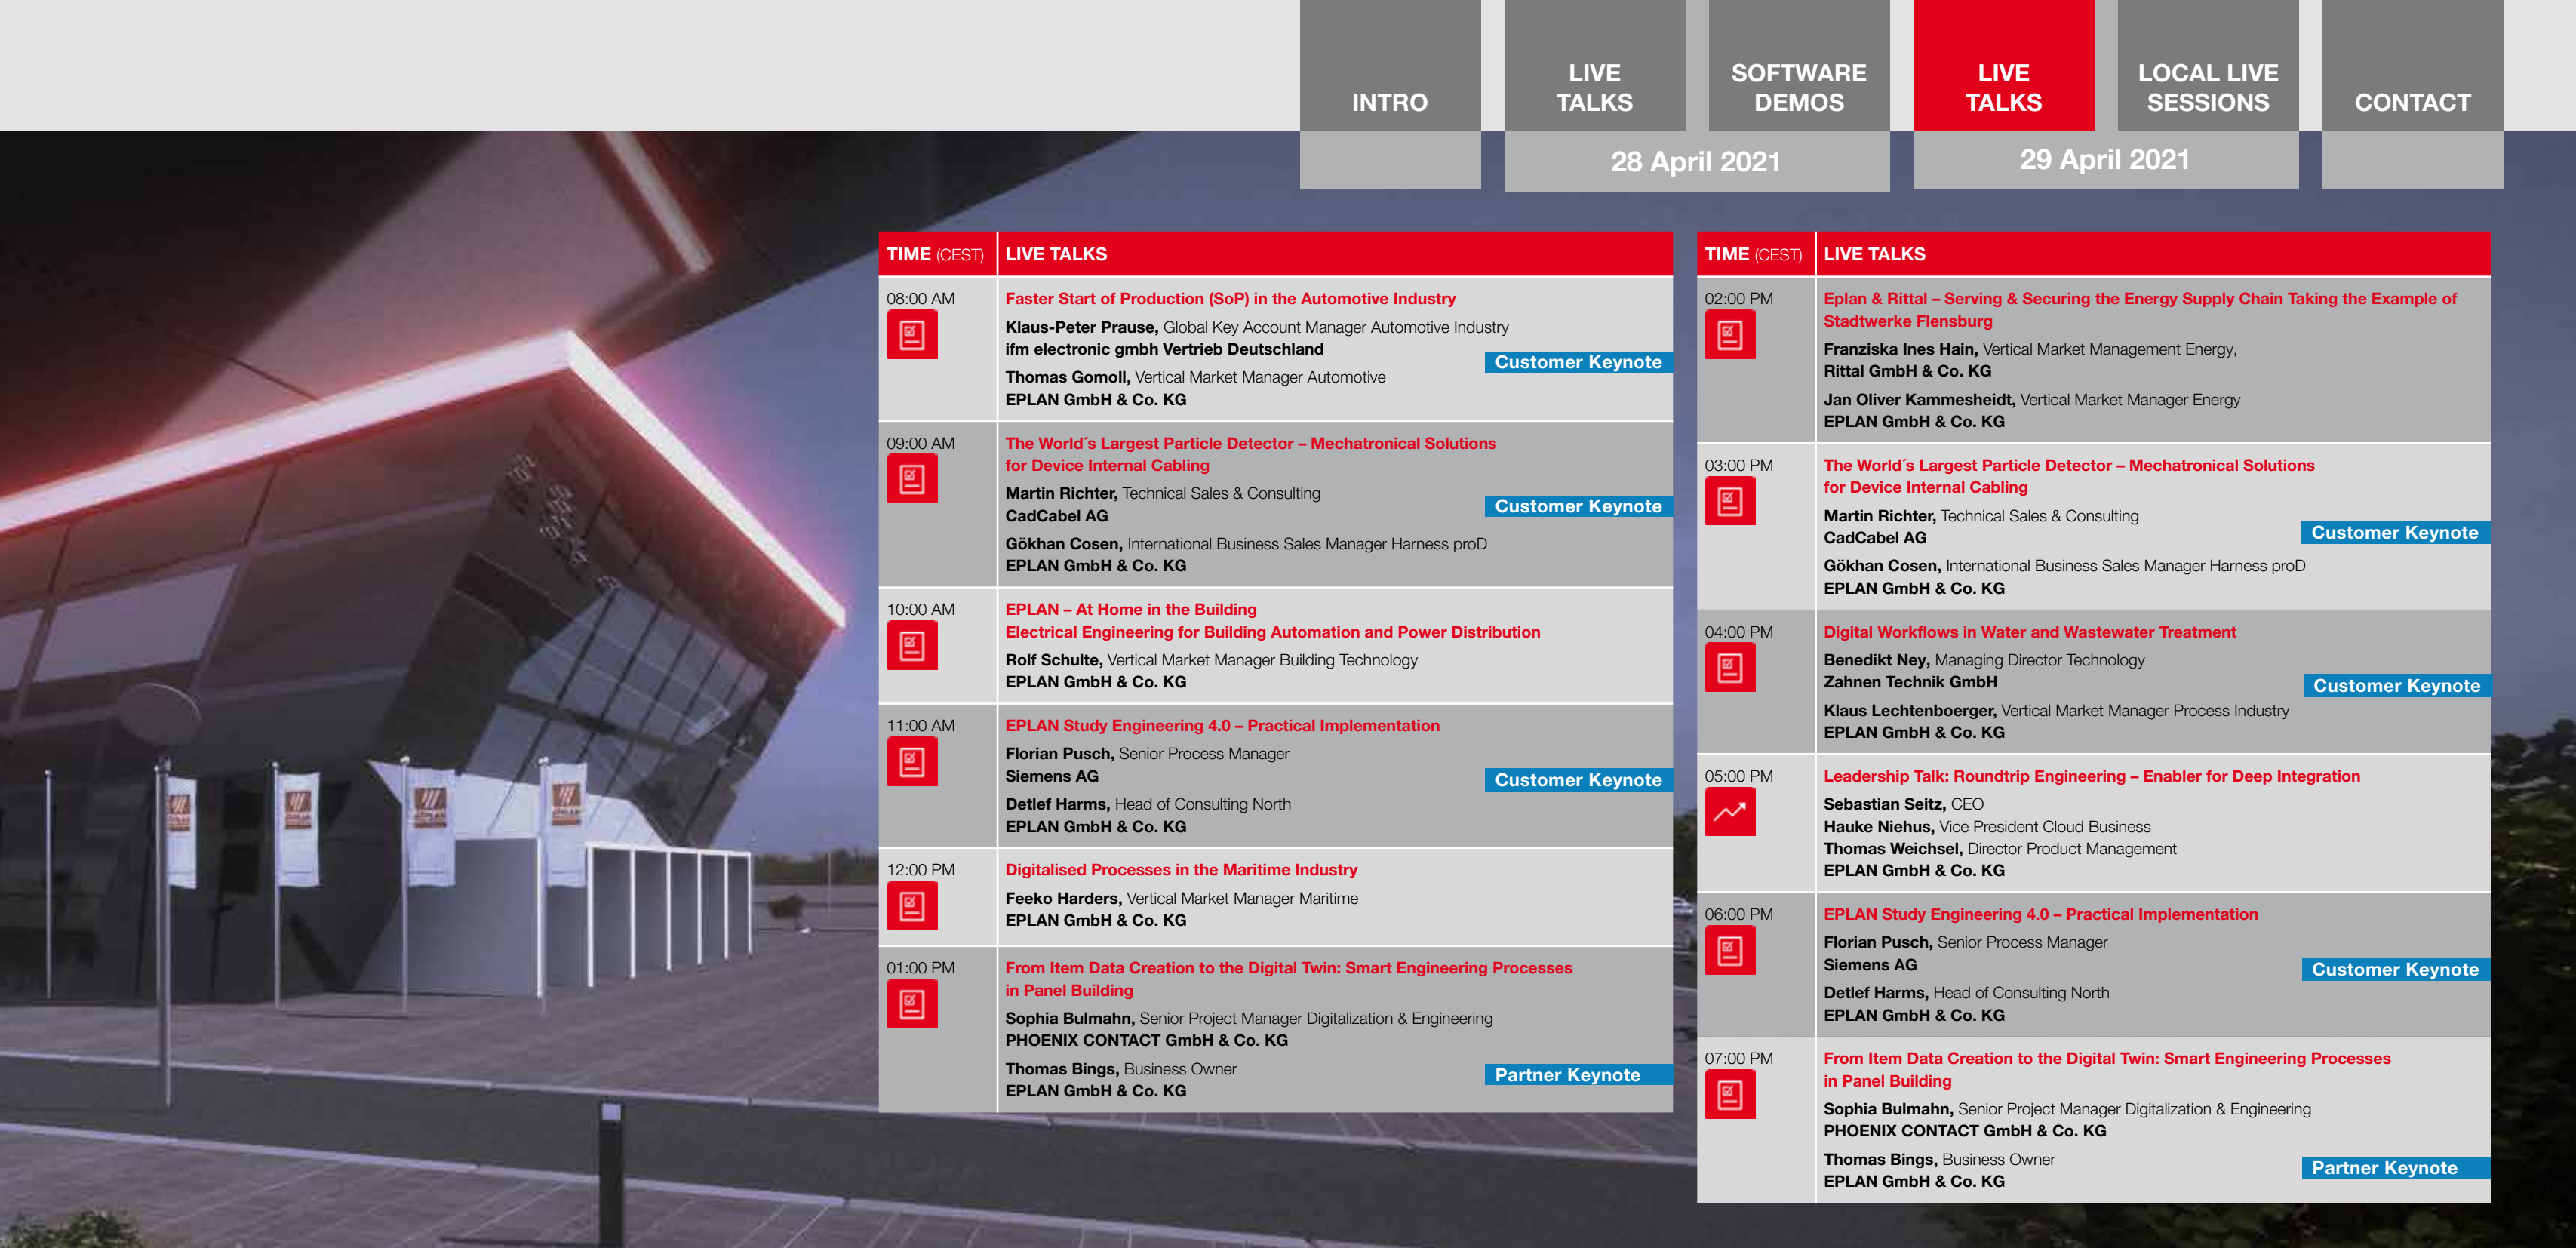 INTRO
LIVE
TALKS
SOFTWARE
DEMOS
LIVE
TALKS
LOCAL LIVE
SESSIONS
CONTACT
28 April 2021
29 April 2021
TIME (CEST) LIVE TALKS
08:00 AM Faster Start of Production (SoP) in the Automotive Industry
Klaus-Peter Prause, Global Key Account Manager Automotive Industry
ifm electronic gmbh Vertrieb Deutschland
Customer Keynote
Thomas Gomoll, Vertical Market Manager Automotive
EPLAN GmbH & Co. KG
09:00 AM The World´s Largest Particle Detector – Mechatronical Solutions
for Device Internal Cabling
Martin Richter, Technical Sales & Consulting
Customer Keynote
CadCabel AG
Gökhan Cosen, International Business Sales Manager Harness proD
EPLAN GmbH & Co. KG
10:00 AM EPLAN – At Home in the Building
Electrical Engineering for Building Automation and Power Distribution
Rolf Schulte, Vertical Market Manager Building Technology
EPLAN GmbH & Co. KG
11:00 AM EPLAN Study Engineering 4.0 – Practical Implementation
Florian Pusch, Senior Process Manager
Siemens AG
Customer Keynote
Detlef Harms, Head of Consulting North
EPLAN GmbH & Co. KG
12:00 PM Digitalised Processes in the Maritime Industry
Feeko Harders, Vertical Market Manager Maritime
EPLAN GmbH & Co. KG
01:00 PM From Item Data Creation to the Digital Twin: Smart Engineering Processes
in Panel Building
Sophia Bulmahn, Senior Project Manager Digitalization & Engineering
PHOENIX CONTACT GmbH & Co. KG
Thomas Bings, Business Owner
Partner Keynote
EPLAN GmbH & Co. KG
TIME (CEST) LIVE TALKS
02:00 PM Eplan & Rittal – Serving & Securing the Energy Supply Chain Taking the Example of
Stadtwerke Flensburg
Franziska Ines Hain, Vertical Market Management Energy,
Rittal GmbH & Co. KG
Jan Oliver Kammesheidt, Vertical Market Manager Energy
EPLAN GmbH & Co. KG
03:00 PM The World´s Largest Particle Detector – Mechatronical Solutions
for Device Internal Cabling
Martin Richter, Technical Sales & Consulting
CadCabel AG
Customer Keynote
Gökhan Cosen, International Business Sales Manager Harness proD
EPLAN GmbH & Co. KG
04:00 PM Digital Workflows in Water and Wastewater Treatment
Benedikt Ney, Managing Director Technology
Zahnen Technik GmbH
Customer Keynote
Klaus Lechtenboerger, Vertical Market Manager Process Industry
EPLAN GmbH & Co. KG
05:00 PM Leadership Talk: Roundtrip Engineering – Enabler for Deep Integration
Sebastian Seitz, CEO
Hauke Niehus, Vice President Cloud Business
Thomas Weichsel, Director Product Management
EPLAN GmbH & Co. KG
06:00 PM EPLAN Study Engineering 4.0 – Practical Implementation
Florian Pusch, Senior Process Manager
Siemens AG
Customer Keynote
Detlef Harms, Head of Consulting North
EPLAN GmbH & Co. KG
07:00 PM From Item Data Creation to the Digital Twin: Smart Engineering Processes
in Panel Building
Sophia Bulmahn, Senior Project Manager Digitalization & Engineering
PHOENIX CONTACT GmbH & Co. KG
Thomas Bings, Business Owner
Partner Keynote
EPLAN GmbH & Co. KG